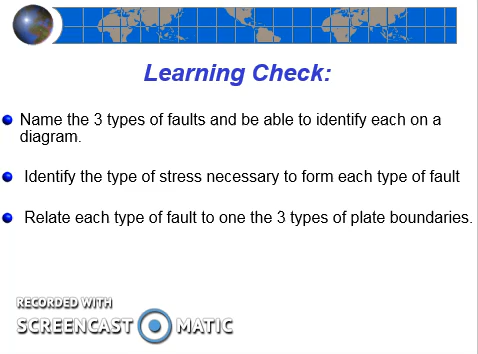 Learning Check:
Name the 3 types of faults and be able to identify each on a
diagram.
Identify the type of stress necessary to form each type of fault
Relate each type of fault to one the 3 types of plate boundaries.
RECORDED WITH
SCREENCAST MATIC